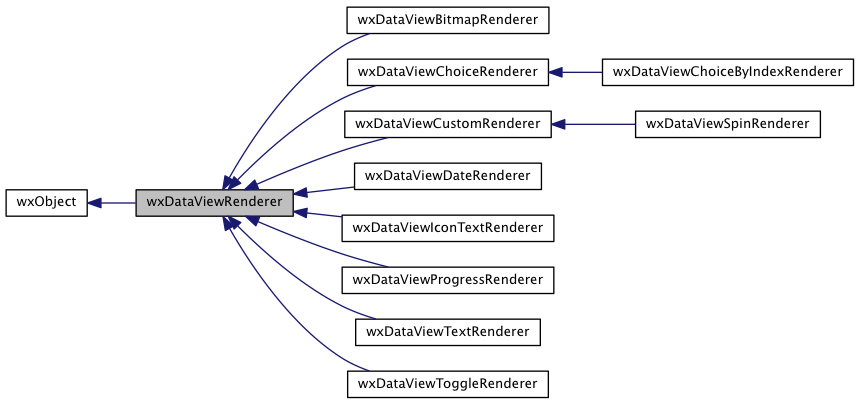 wxDataViewBitmapRenderer
wxDataViewChoiceRenderer
wxDataViewChoiceByIndexRenderer
wxDataViewCustomRenderer
wxDataViewSpinRenderer
wxDataViewDateRenderer
wxObject
wxDataViewRenderer
wxDataViewIconTextRenderer
wxDataViewProgressRenderer
wxDataViewTextRenderer
wxDataViewToggleRenderer